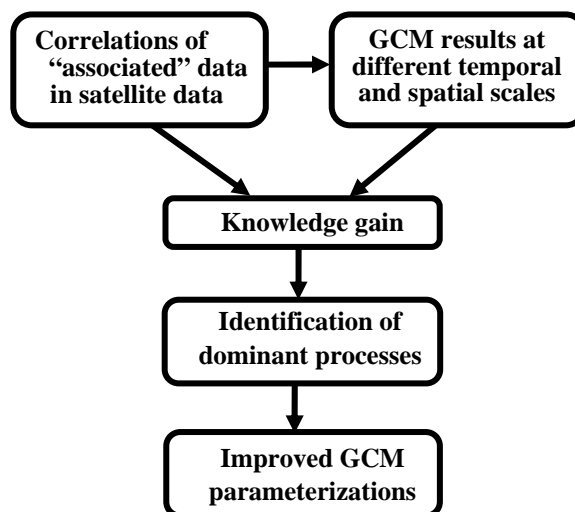 Correlations of
“associated” data
in satellite data
GCM results at
different temporal
and spatial scales
Knowledge gain
Identification of
dominant processes
Improved GCM
parameterizations